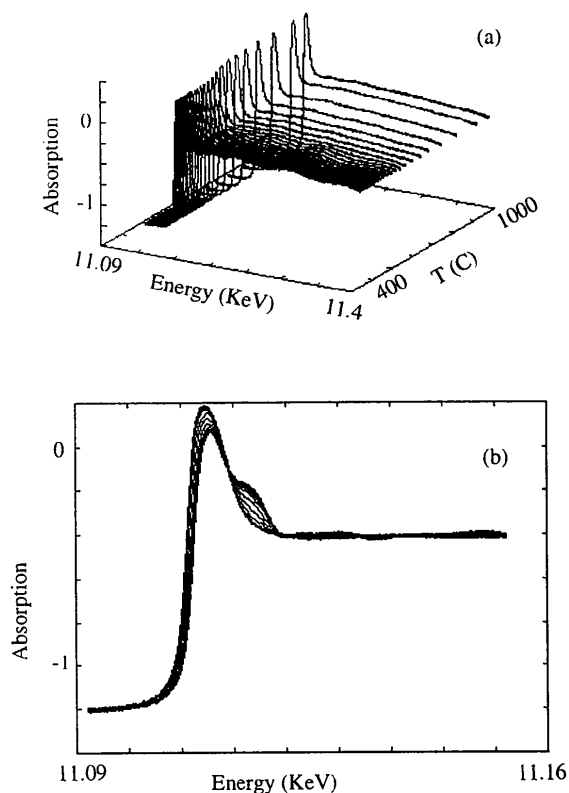 (a)
0
Absorption
-1
1000
11.09
T (C)
Energy (KeV)
400
11.4
0
(b)
Absorption
-1
11.09
11.16
Energy (KeV)